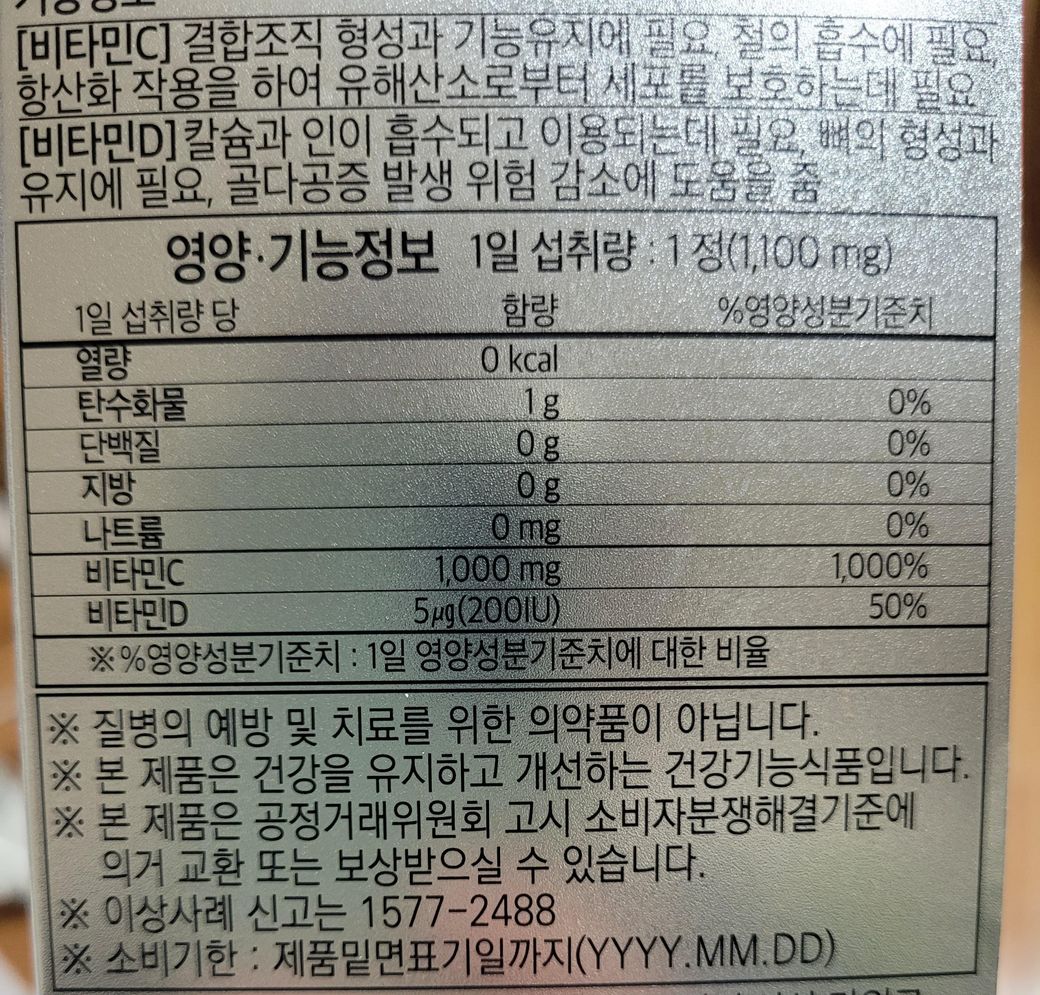 [비타민C] 결합조직 형성과 기능유지에 필요, 철의 흡수에 필요,
항산화 작용을 하여 유해산소로부터 세포를 보호하는데 필요
[비타민D] 칼슘과 인이 흡수되고 이용되는데 필요, 뼈의 형성과
유지에 필요, 골다공증 발생 위험 감소에 도움을 줌
영양·기능정보 1일 섭취량 : 1 정(1,100 mg)
1일 섭취량 당 함량 %영양성분기준치
열량 0 kcal
탄수화물 1 g 0%
단백질 0 g 0%
지방 0 g 0%
나트륨 0 mg 0%
비타민C 1,000 mg 1,000%
비타민D 5㎍(200IU) 50%
※%영양성분기준치 : 1일 영양성분기준치에 대한 비율
※ 질병의 예방 및 치료를 위한 의약품이 아닙니다.
※ 본 제품은 건강을 유지하고 개선하는 건강기능식품입니다.
※ 본 제품은 공정거래위원회 고시 소비자분쟁해결기준에
의거 교환 또는 보상받으실 수 있습니다.
※ 이상사례 신고는 1577-2488
※ 소비기한 : 제품밑면표기일까지(YYYY.MM.DD)